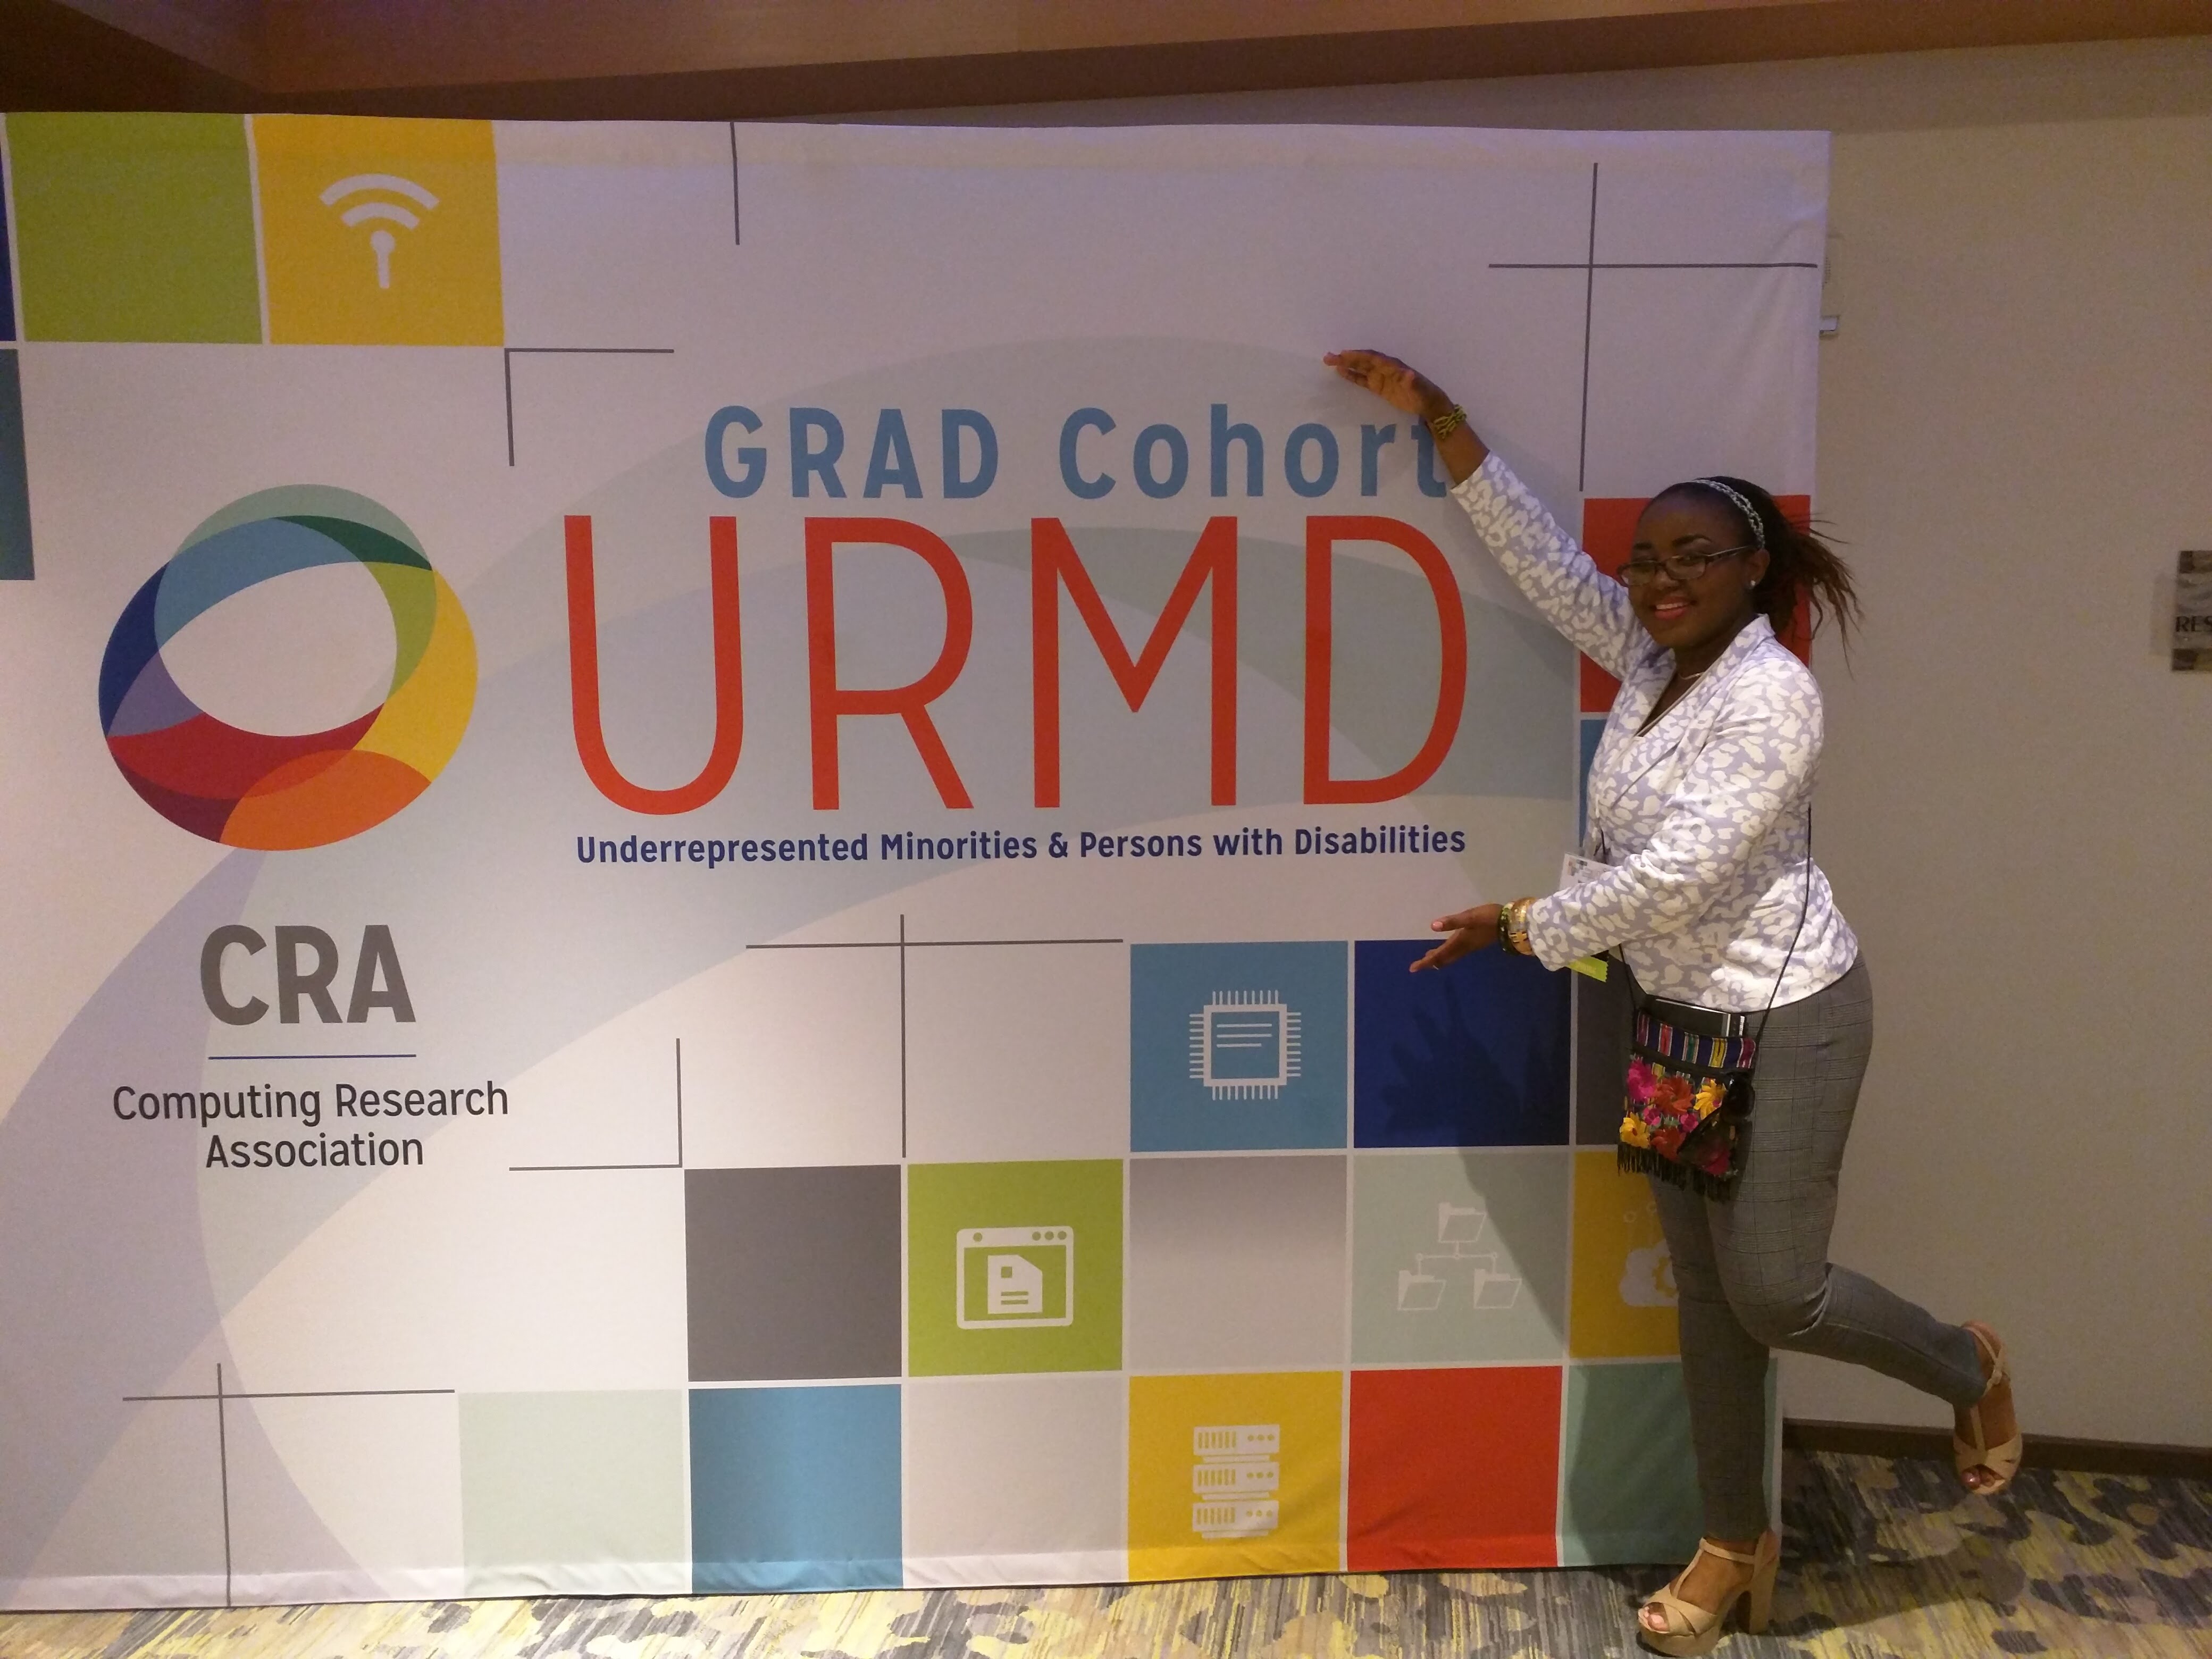 GRAD Cohort
URMD
Underrepresented Minorities & Persons with Disabilities
CRA
Computing Research
Association